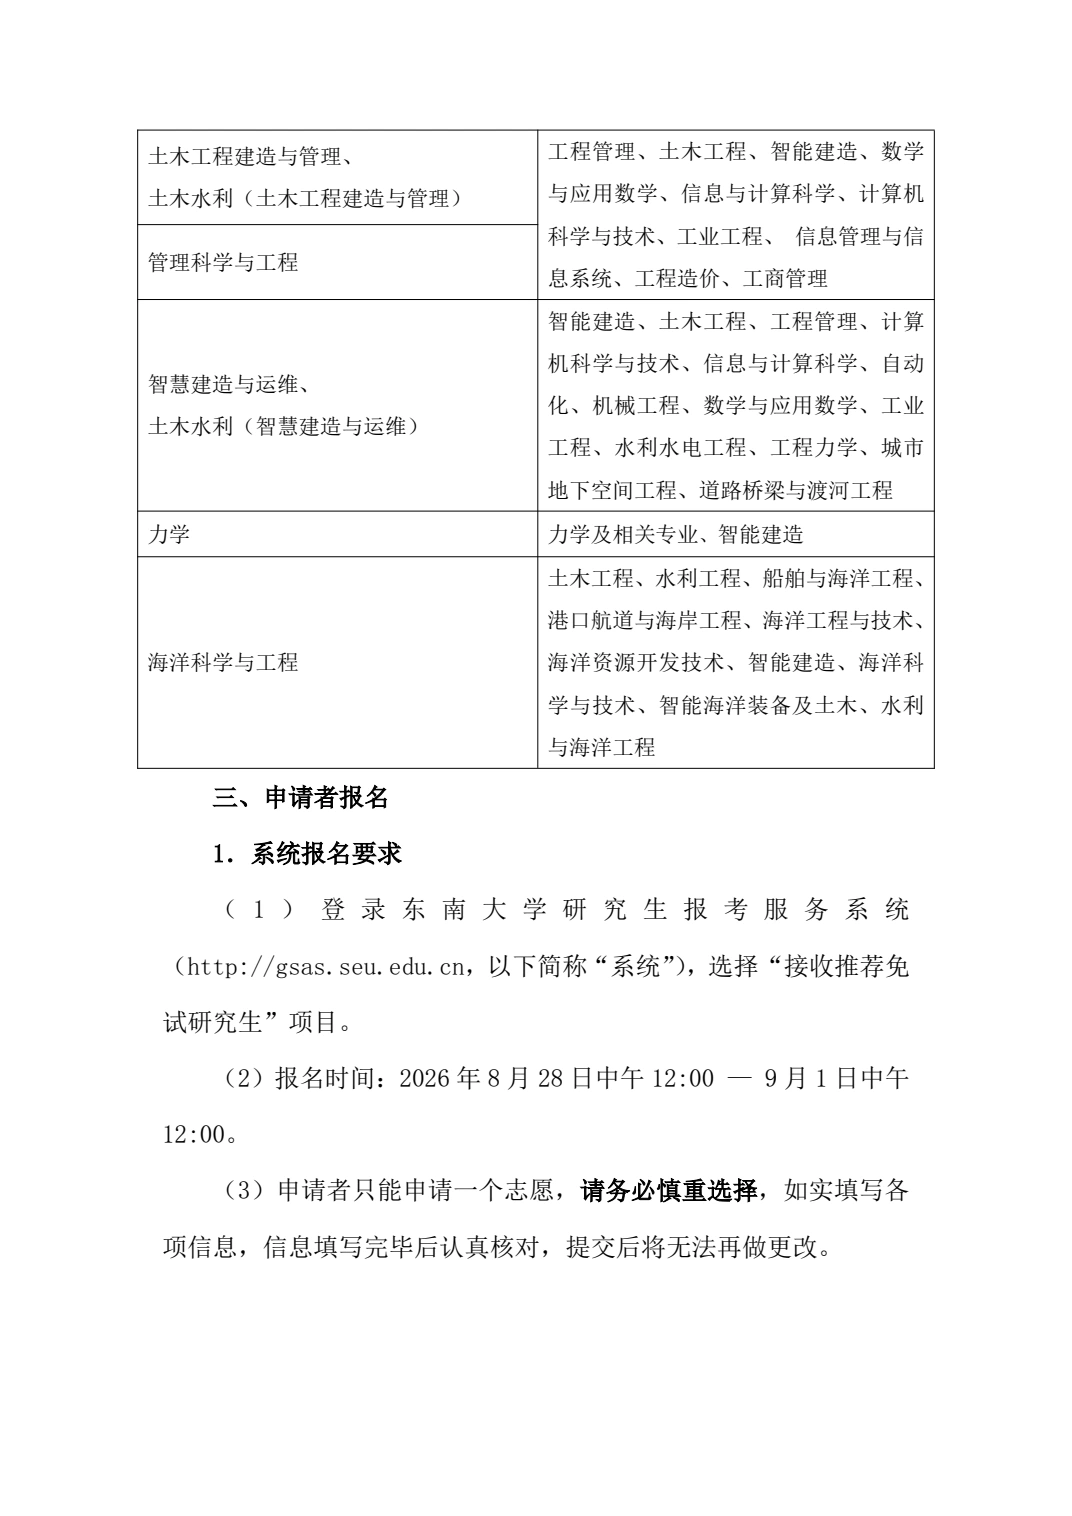 土木工程建造与管理、
土木水利（土木工程建造与管理）
管理科学与工程
工程管理、土木工程、智能建造、数学
与应用数学、信息与计算科学、计算机
科学与技术、工业工程、 信息管理与信
息系统、工程造价、工商管理
智慧建造与运维、
土木水利（智慧建造与运维）
智能建造、土木工程、工程管理、计算
机科学与技术、信息与计算科学、自动
化、机械工程、数学与应用数学、工业
工程、水利水电工程、工程力学、城市
地下空间工程、道路桥梁与渡河工程
力学
力学及相关专业、智能建造
海洋科学与工程
土木工程、水利工程、船舶与海洋工程、
港口航道与海岸工程、海洋工程与技术、
海洋资源开发技术、智能建造、海洋科
学与技术、智能海洋装备及土木、水利
与海洋工程
三、申请者报名
1. 系统报名要求
（1）登录东南大学研究生报考服务系统
（http://gsas.seu.edu.cn，以下简称“系统”），选择“接收推荐免
试研究生”项目。
（2）报名时间：2026 年 8 月 28 日中午 12:00 — 9 月 1 日中午
12:00。
（3）申请者只能申请一个志愿，请务必慎重选择，如实填写各
项信息，信息填写完毕后认真核对，提交后将无法再做更改。